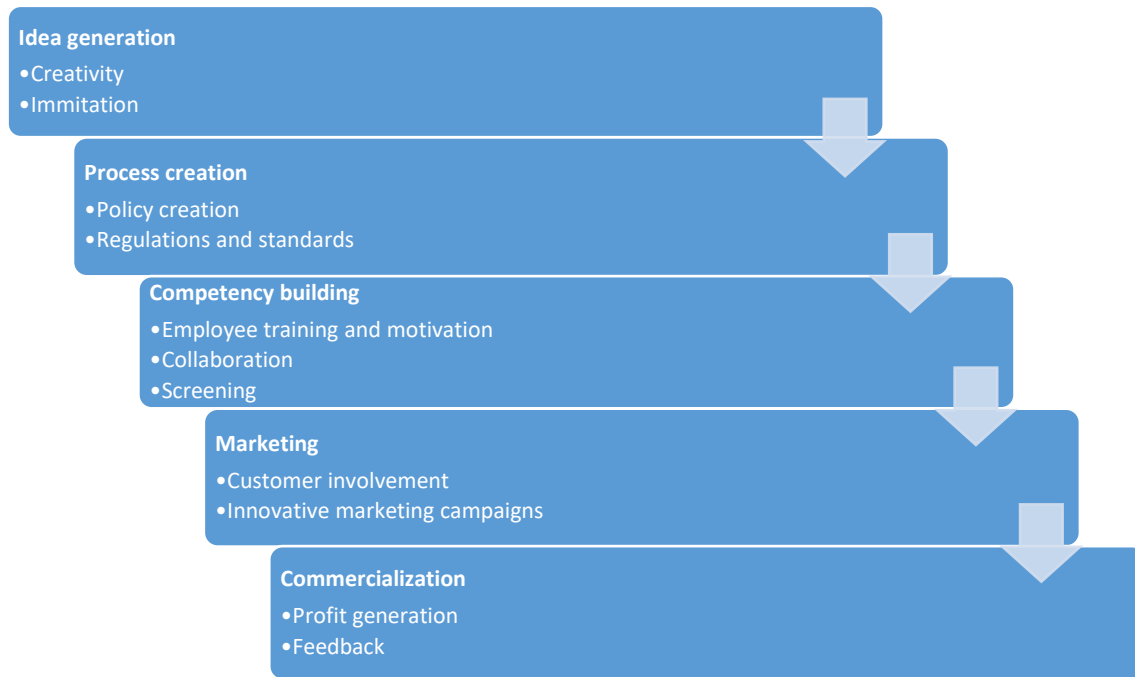 Idea generation
•Creativity
•Immitation
Process creation
•Policy creation
•Regulations and standards
Competency building
•Employee training and motivation
•Collaboration
•Screening
Marketing
•Customer involvement
•Innovative marketing campaigns
Commercialization
•Profit generation
•Feedback